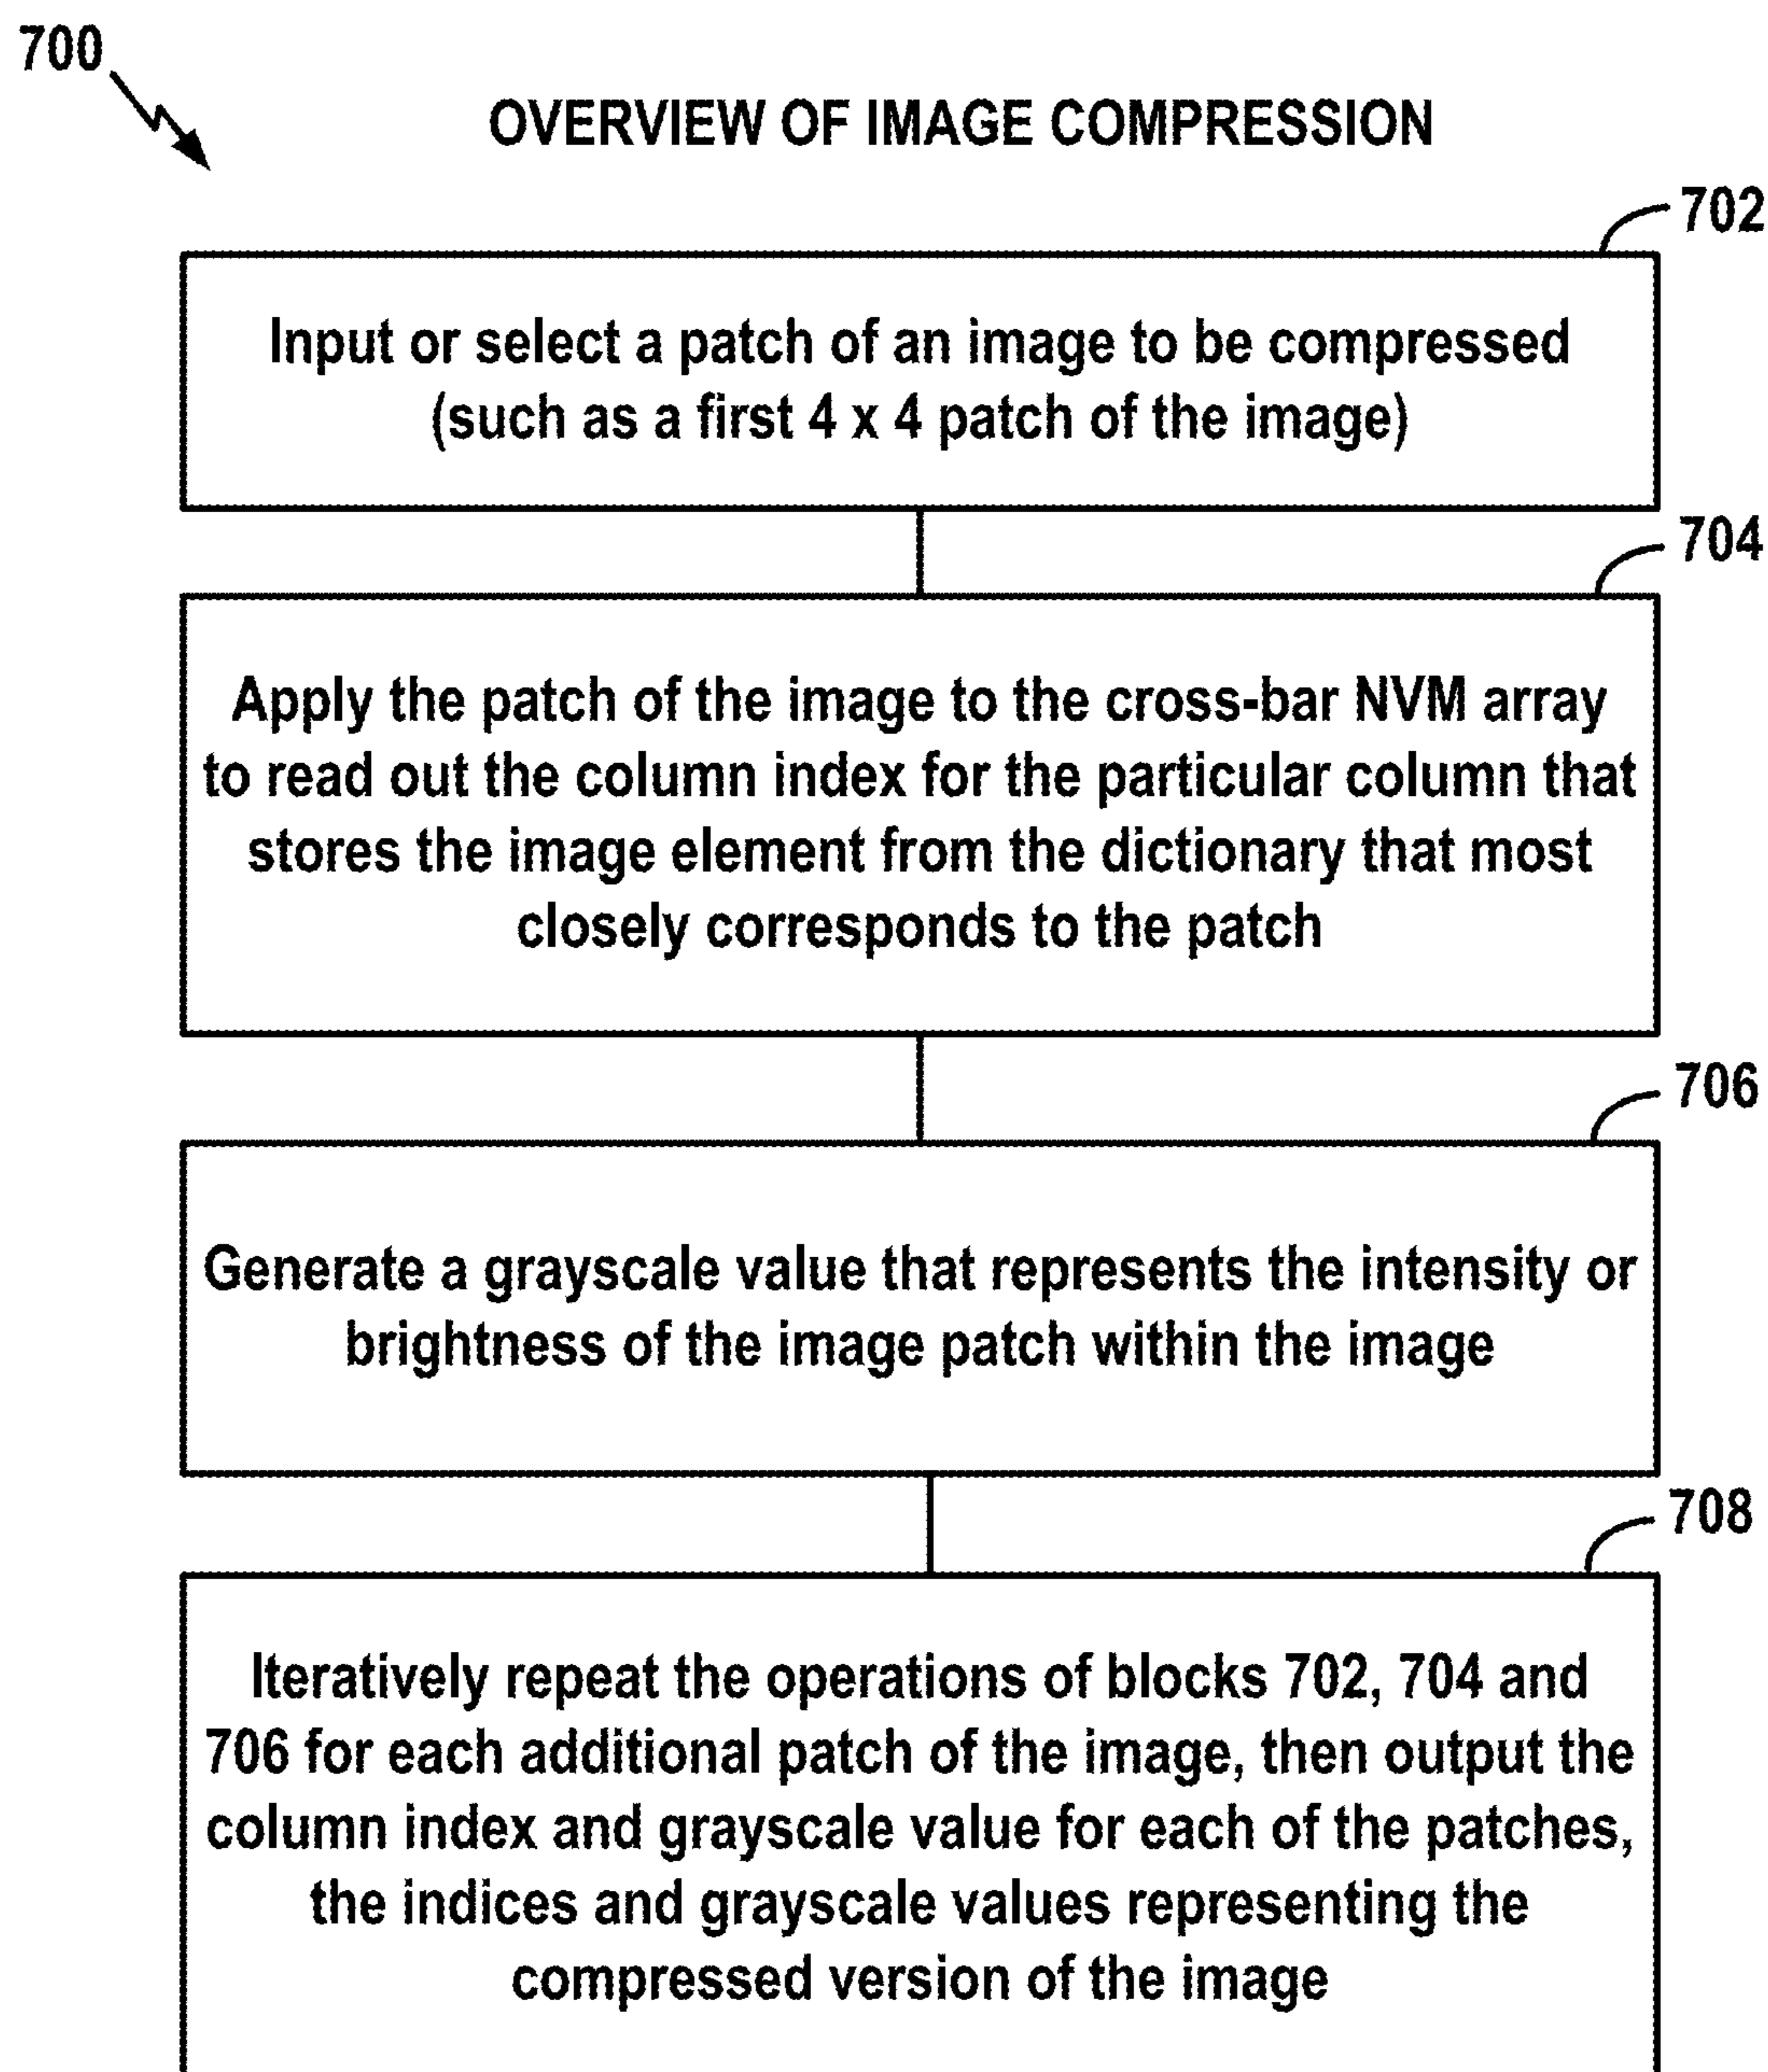 700
OVERVIEW OF IMAGE COMPRESSION
702
Input or select a patch of an image to be compressed
(such as a first 4 x 4 patch of the image)
704
Apply the patch of the image to the cross-bar NVM array
to read out the column index for the particular column that
stores the image element from the dictionary that most
closely corresponds to the patch
706
Generate a grayscale value that represents the intensity or
brightness of the image patch within the image
708
Iteratively repeat the operations of blocks 702, 704 and
706 for each additional patch of the image, then output the
column index and grayscale value for each of the patches,
the indices and grayscale values representing the
compressed version of the image